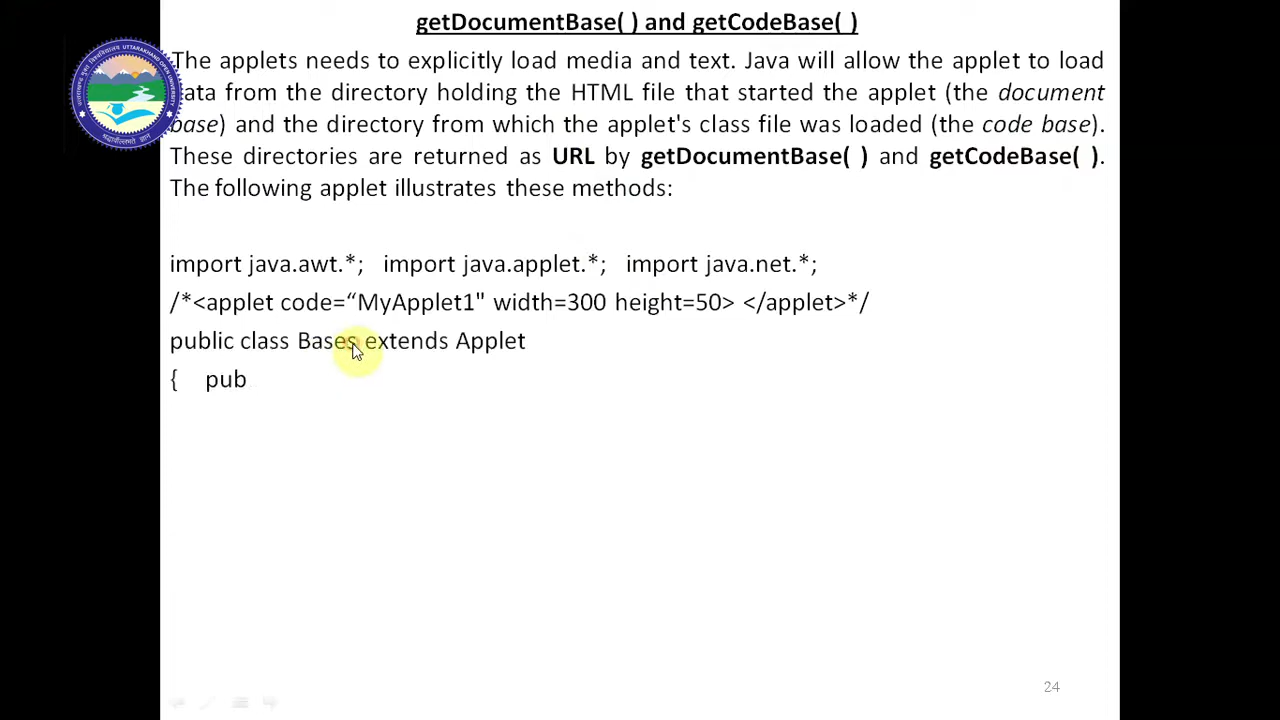 getDocumentBase( ) and getCodeBase( )
The applets needs to explicitly load media and text. Java will allow the applet to load
ata from the directory holding the HTML file that started the applet (the document
base) and the directory from which the applet's class file was loaded (the code base).
These directories are returned as URL by getDocumentBase( ) and getCodeBase( ).
The following applet illustrates these methods:
import java.awt.*; import java.applet.*; import java.net.*;
/*<applet code=“MyApplet1" width=300 height=50> </applet>*/
public class Bases extends Applet
{ pub
24
UTTARAKHAND OPEN UNIVERSITY